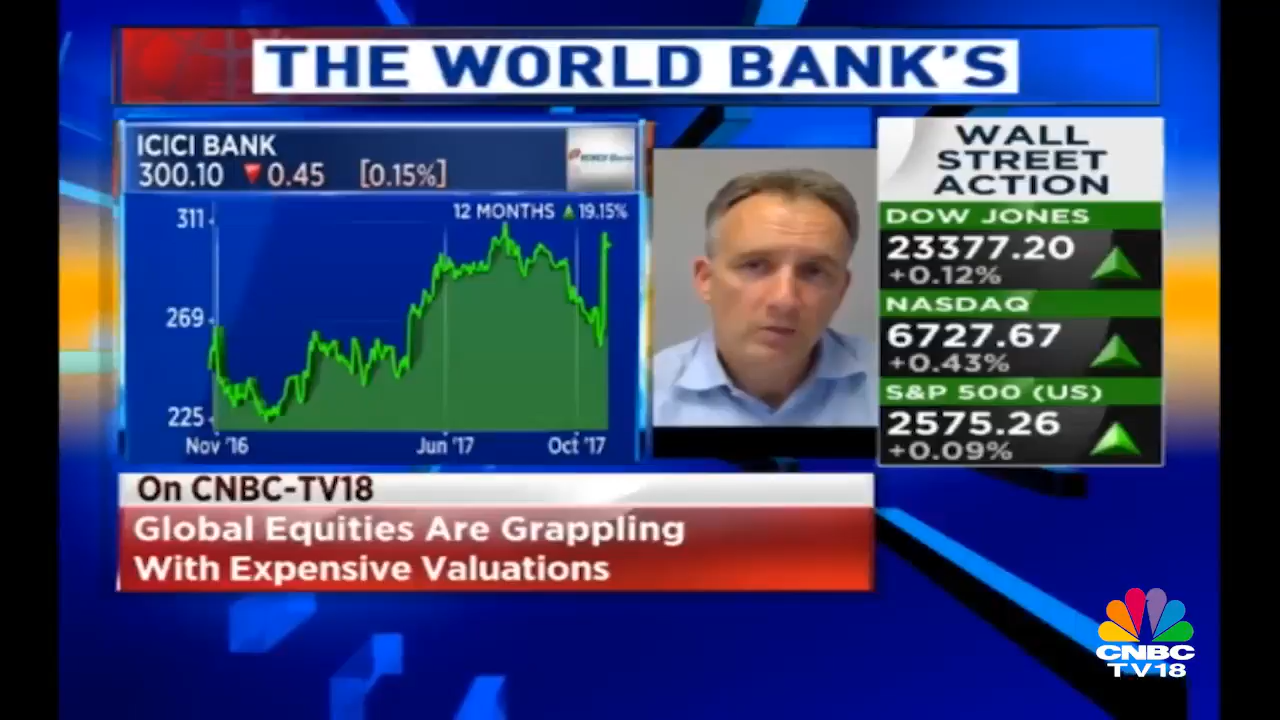 THE WORLD BANK'S
ICICI BANK
300.10 ▼ 0.45 [0.15%]
12 MONTHS ▲ 19.15%
311
269
225
Nov '16 Jun '17 Oct '17
WALL
STREET
ACTION
DOW JONES
23377.20
+0.12%
NASDAQ
6727.67
+0.43%
S&P 500 (US)
2575.26
+0.09%
On CNBC-TV18
Global Equities Are Grappling
With Expensive Valuations
CNBC
TV18